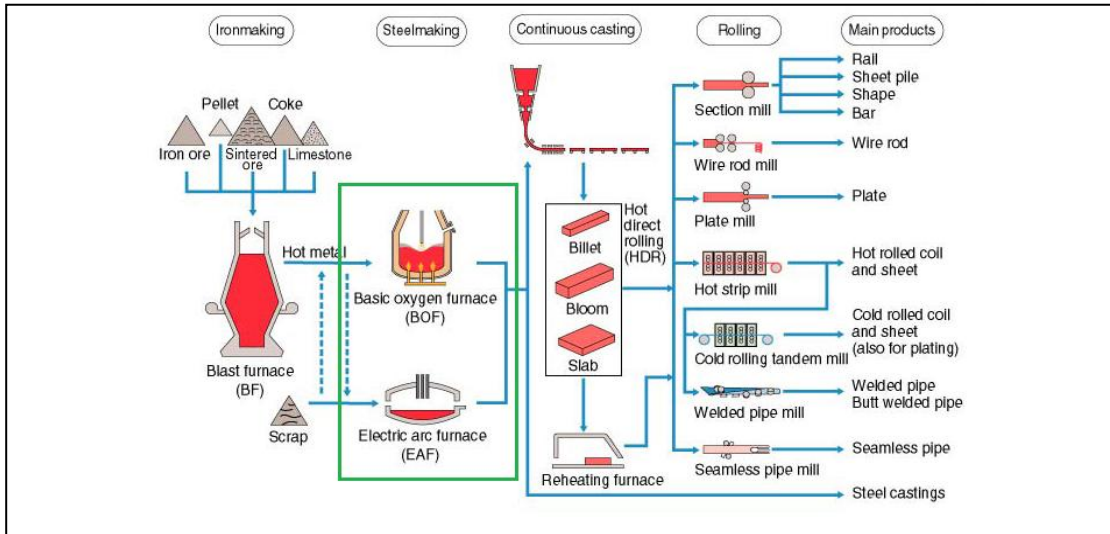 Ironmaking
Steelmaking
Continuous casting
Rolling
Main products
Pellet
Coke
Iron ore
Sintered
ore
Limestone
Hot metal
Blast furnace
(BF)
Scrap
Basic oxygen furnace
(BOF)
Electric arc furnace
(EAF)
Billet
Bloom
Slab
Hot
direct
rolling
(HDR)
Reheating furnace
Section mill
Wire rod mill
Plate mill
Hot strip mill
Cold rolling tandem mill
Welded pipe mill
Seamless pipe mill
Rail
Sheet pile
Shape
Bar
Wire rod
Plate
Hot rolled coil
and sheet
Cold rolled coil
and sheet
(also for plating)
Welded pipe
Butt welded pipe
Seamless pipe
Steel castings